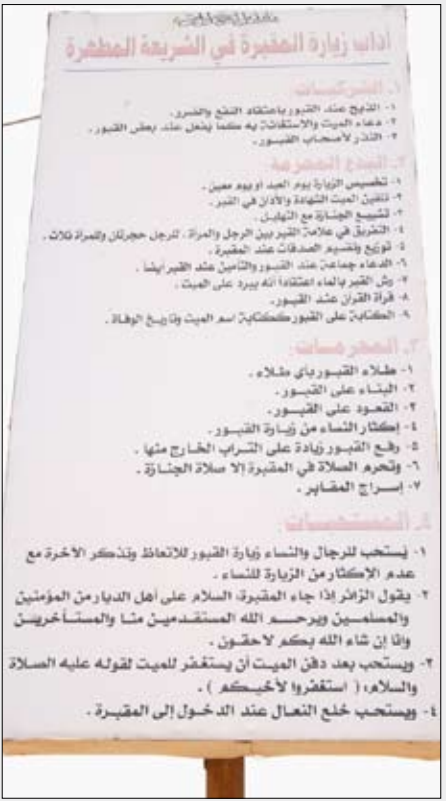 آداب زيارة المقبرة في الشريعة المطهرة
١. الشركيات:
١- الذبح عند القبور باعتقاد النفع والضرر.
٢- دعاء الميت والاستغاثة به كما يفعل عند بعض القبور.
٣- النذر لأصحاب القبور.
٢. البدع المحرمة:
١- تخصيص الزيارة يوم العيد أو يوم معين.
٢- تلقين الميت الشهادة والأذان في القبر.
٣- تشييع الجنازة مع التهليل.
٤- التفريق في علامة القبر بين الرجل والمرأة. للرجل حجرتان وللمرأة ثلاث.
٥- توزيع وتقسيم الصدقات عند المقبرة.
٦- الدعاء جماعة عند القبور والتأمين عند القبر أيضاً.
٧- رش القبر بالماء اعتقاداً أنه يبرد على الميت.
٨- قرأة القرآن عند القبور.
٩- الكتابة على القبور ككتابة اسم الميت وتاريخ الوفاة.
٣. المحرمات:
١- طلاء القبور بأي طلاء.
٢- البناء على القبور.
٣- القعود على القبور.
٤- إكثار النساء من زيارة القبور.
٥- رفع القبور زيادة على التراب الخارج منها.
٦- وتحرم الصلاة في المقبرة إلا صلاة الجنازة.
٧- إسراج المقابر.
٤. المستحبات:
١- يستحب للرجال والنساء زيارة القبور للاتعاظ وتذكر الآخرة مع
عدم الإكثار من الزيارة للنساء.
٢- يقول الزائر إذا جاء المقبرة، السلام على أهل الديار من المؤمنين
والمسلمين ويرحم الله المستقدمين منا والمستأخرين
وانا إن شاء الله بكم لاحقون.
٣- ويستحب بعد دفن الميت أن يستغفر للميت لقوله عليه الصلاة
والسلام: ( استغفروا لأخيكم ).
٤- ويستحب خلع النعال عند الدخول إلى المقبرة.